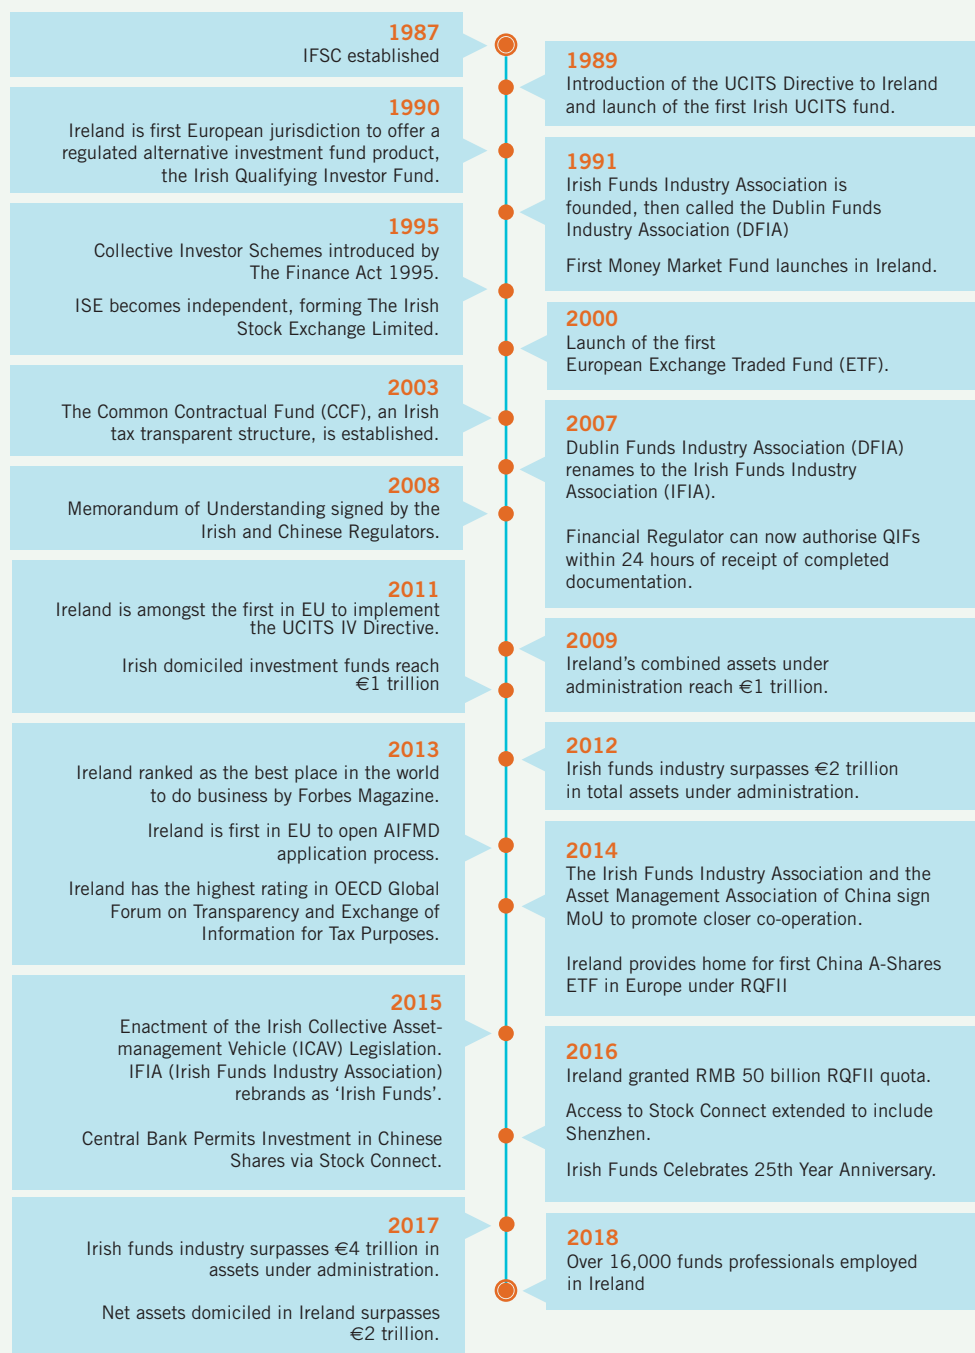 1987
IFSC established
1989
Introduction of the UCITS Directive to Ireland
and launch of the first Irish UCITS fund.
1990
Ireland is first European jurisdiction to offer a
regulated alternative investment fund product,
the Irish Qualifying Investor Fund.
1991
Irish Funds Industry Association is
founded, then called the Dublin Funds
Industry Association (DFIA)
First Money Market Fund launches in Ireland.
1995
Collective Investor Schemes introduced by
The Finance Act 1995.
ISE becomes independent, forming The Irish
Stock Exchange Limited.
2000
Launch of the first
European Exchange Traded Fund (ETF).
2003
The Common Contractual Fund (CCF), an Irish
tax transparent structure, is established.
2007
Dublin Funds Industry Association (DFIA)
renames to the Irish Funds Industry
Association (IFIA).
Financial Regulator can now authorise QIFs
within 24 hours of receipt of completed
documentation.
2008
Memorandum of Understanding signed by the
Irish and Chinese Regulators.
2009
Ireland's combined assets under
administration reach €1 trillion.
2011
Ireland is amongst the first in EU to implement
the UCITS IV Directive.
Irish domiciled investment funds reach
€1 trillion
2012
Irish funds industry surpasses €2 trillion
in total assets under administration.
2013
Ireland ranked as the best place in the world
to do business by Forbes Magazine.
Ireland is first in EU to open AIFMD
application process.
Ireland has the highest rating in OECD Global
Forum on Transparency and Exchange of
Information for Tax Purposes.
2014
The Irish Funds Industry Association and the
Asset Management Association of China sign
MoU to promote closer co-operation.
Ireland provides home for first China A-Shares
ETF in Europe under RQFII
2015
Enactment of the Irish Collective Asset-
management Vehicle (ICAV) Legislation.
IFIA (Irish Funds Industry Association)
rebrands as ‘Irish Funds’.
Central Bank Permits Investment in Chinese
Shares via Stock Connect.
2016
Ireland granted RMB 50 billion RQFII quota.
Access to Stock Connect extended to include
Shenzhen.
Irish Funds Celebrates 25th Year Anniversary.
2017
Irish funds industry surpasses €4 trillion in
assets under administration.
Net assets domiciled in Ireland surpasses
€2 trillion.
2018
Over 16,000 funds professionals employed
in Ireland